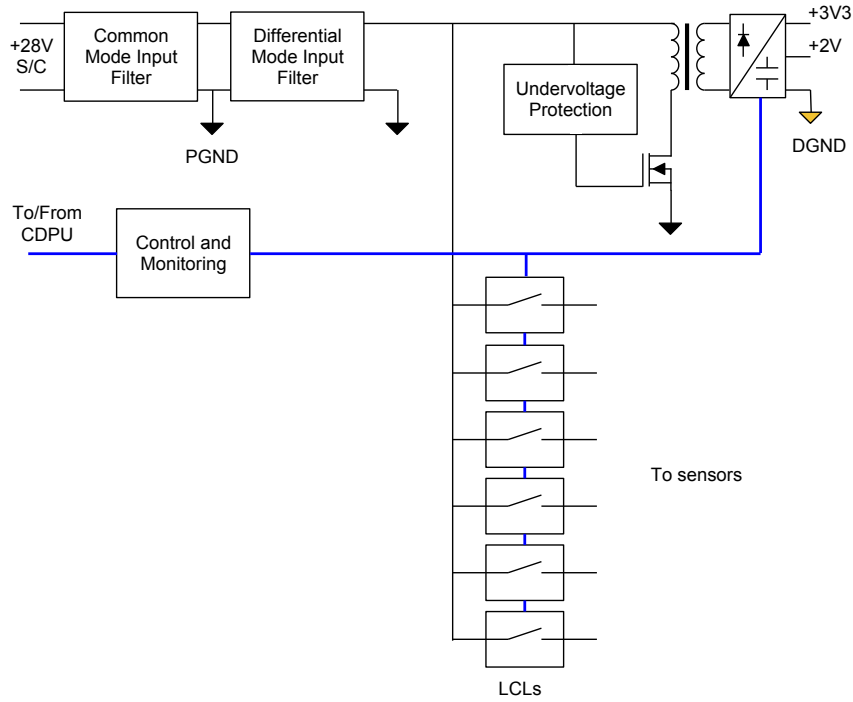 +28V
S/C
Common
Mode Input
Filter
Differential
Mode Input
Filter
+3V3
+2V
Undervoltage
Protection
PGND
DGND
To/From
CDPU
Control and
Monitoring
To sensors
LCLs